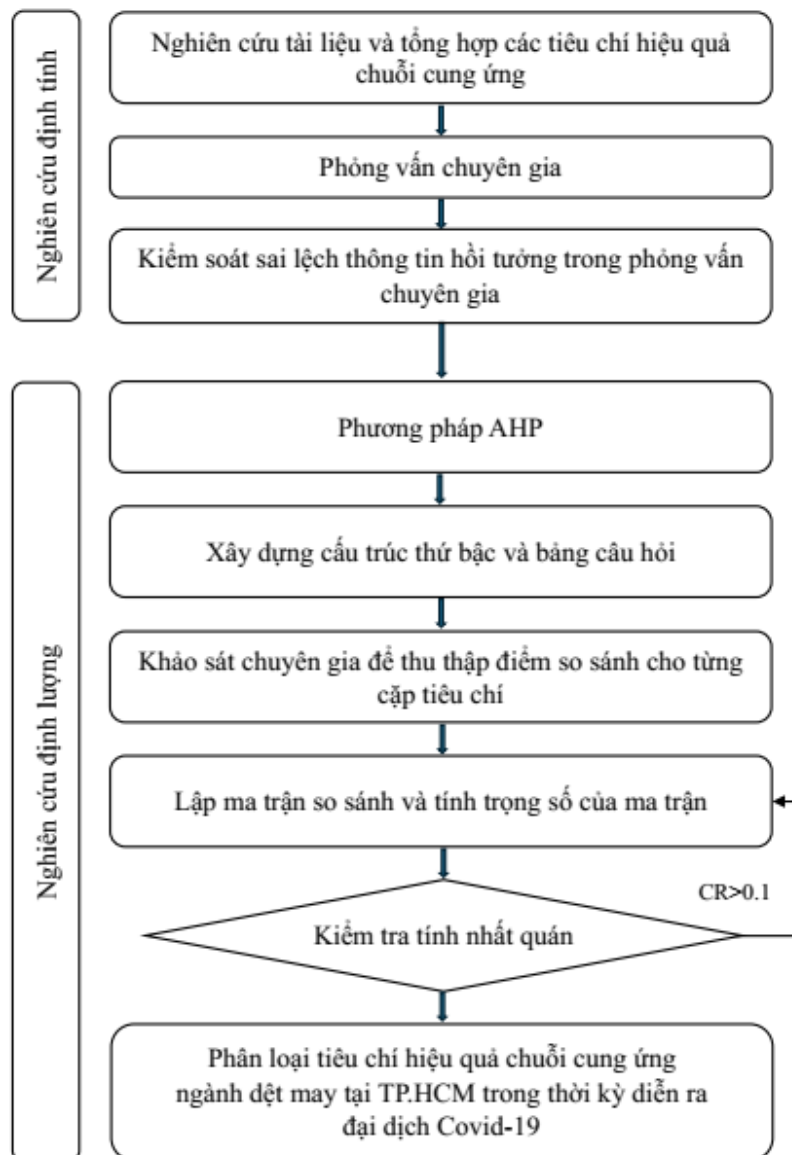 Nghiên cứu định tính
Nghiên cứu tài liệu và tổng hợp các tiêu chí hiệu quả
chuỗi cung ứng
Phỏng vấn chuyên gia
Kiểm soát sai lệch thông tin hồi tưởng trong phỏng vấn
chuyên gia
Nghiên cứu định lượng
Phương pháp AHP
Xây dựng cấu trúc thứ bậc và bảng câu hỏi
Khảo sát chuyên gia để thu thập điểm so sánh cho từng
cặp tiêu chí
Lập ma trận so sánh và tính trọng số của ma trận
CR>0.1
Kiểm tra tính nhất quán
Phân loại tiêu chí hiệu quả chuỗi cung ứng
ngành dệt may tại TP.HCM trong thời kỳ diễn ra
đại dịch Covid-19